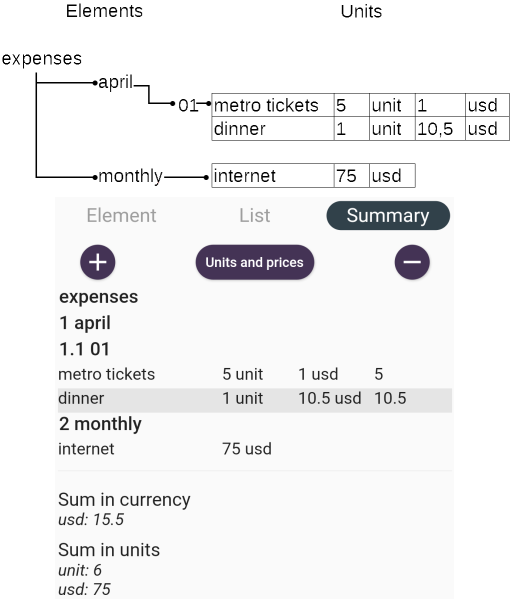 Elements Units
expenses
april
01 metro tickets 5 unit 1 usd
dinner 1 unit 10,5 usd
monthly internet 75 usd
Element List Summary
+ Units and prices −
expenses
1 april
1.1 01
metro tickets 5 unit 1 usd 5
dinner 1 unit 10.5 usd 10.5
2 monthly
internet 75 usd
Sum in currency
usd: 15.5
Sum in units
unit: 6
usd: 75